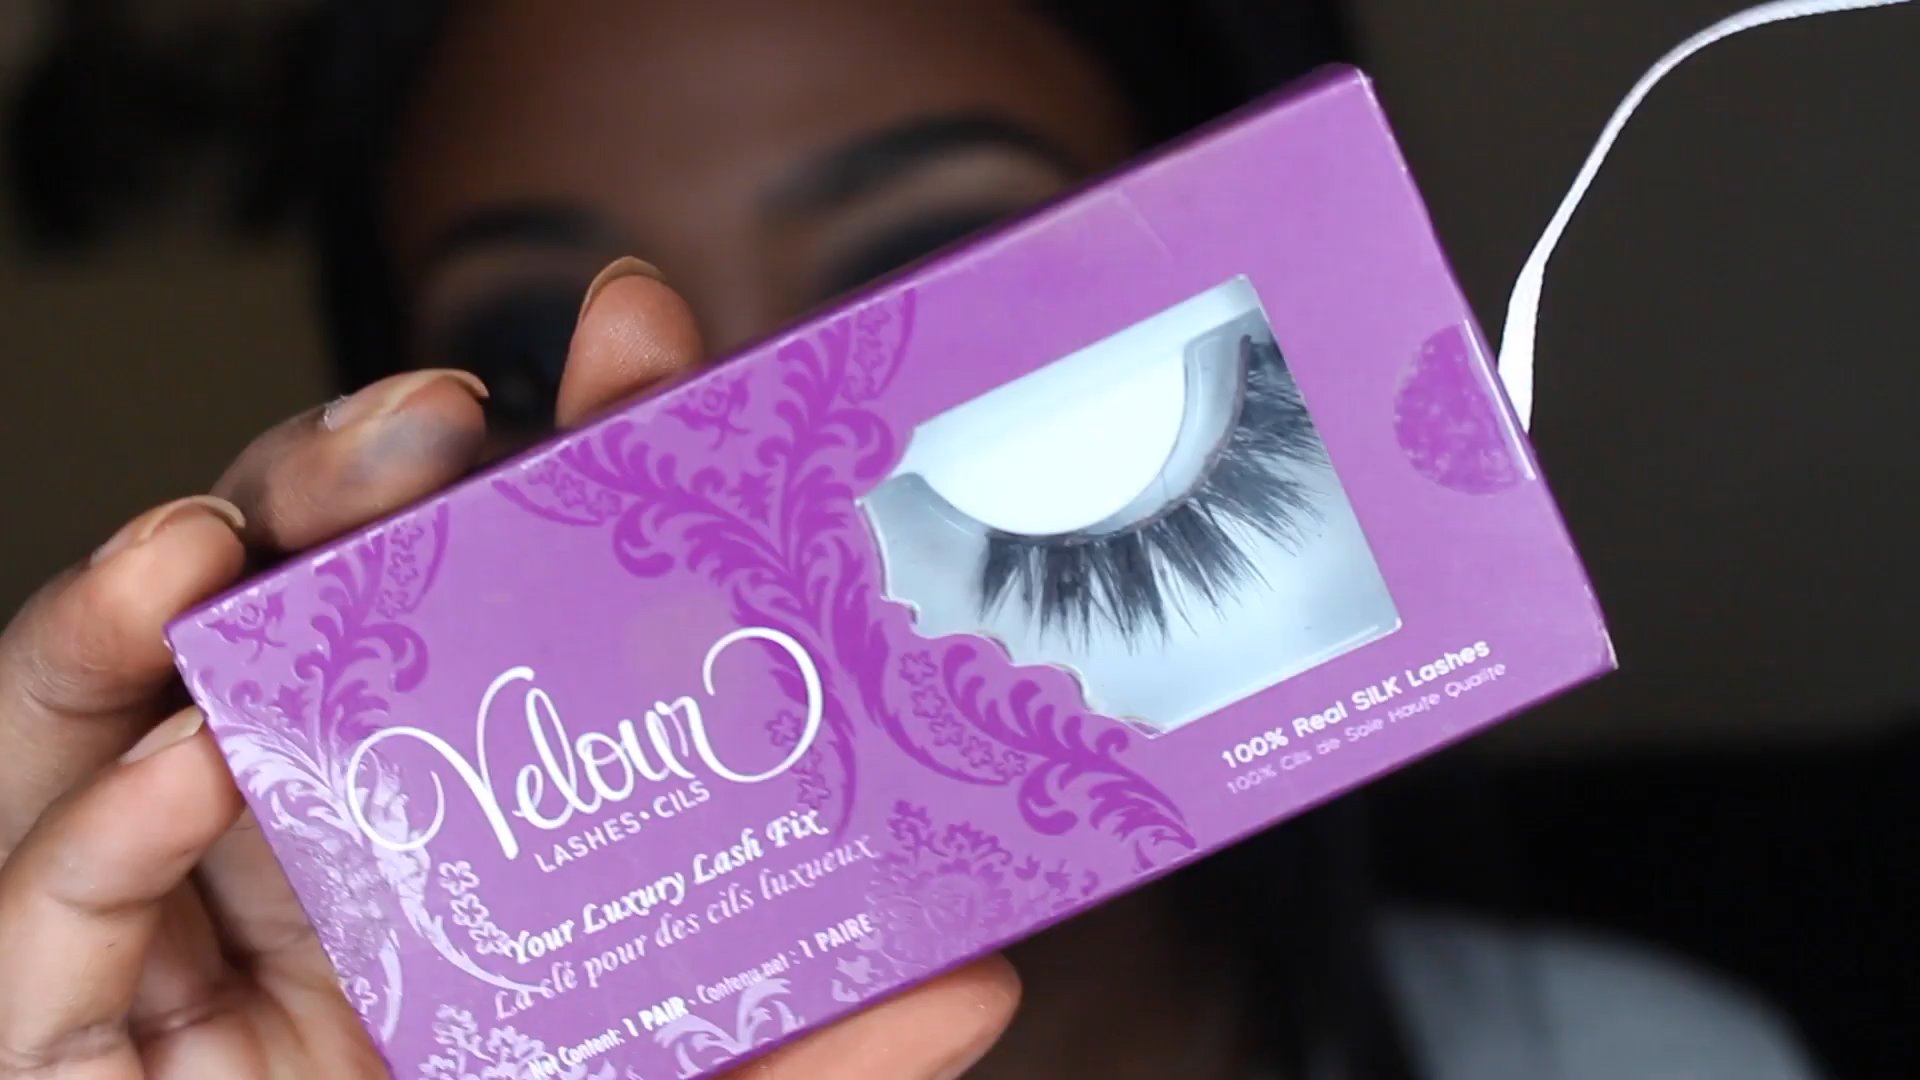 Velour
LASHES • CILS
Your Luxury Lash Fix
La clé pour des cils luxueux
Net Content: 1 PAIR - Contenu net : 1 PAIRE
100% Real SILK Lashes
100% Cils de Soie Haute Qualite